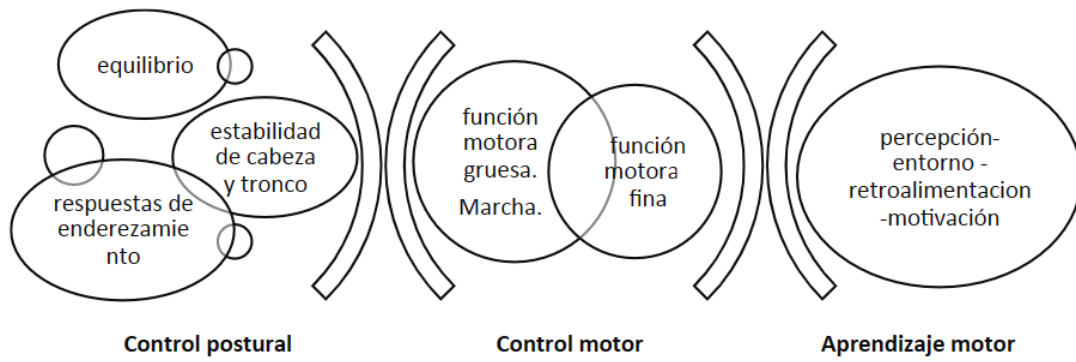 equilibrio
estabilidad
de cabeza
y tronco
respuestas de
enderezamie
nto
función
motora
gruesa.
Marcha.
función
motora
fina
percepción-
entorno -
retroalimentacion
-motivación
Control postural
Control motor
Aprendizaje motor